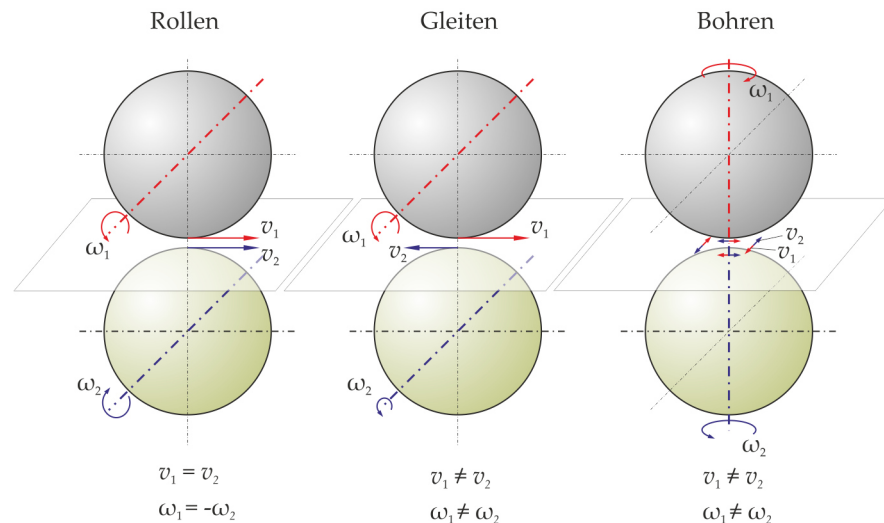 Rollen
Gleiten
Bohren
ω₁
v₁
v₂
ω₂
v₁ = v₂
ω₁ = -ω₂
ω₁
v₂
v₁
ω₂
v₁ ≠ v₂
ω₁ ≠ ω₂
ω₁
v₂
v₁
ω₂
v₁ ≠ v₂
ω₁ ≠ ω₂